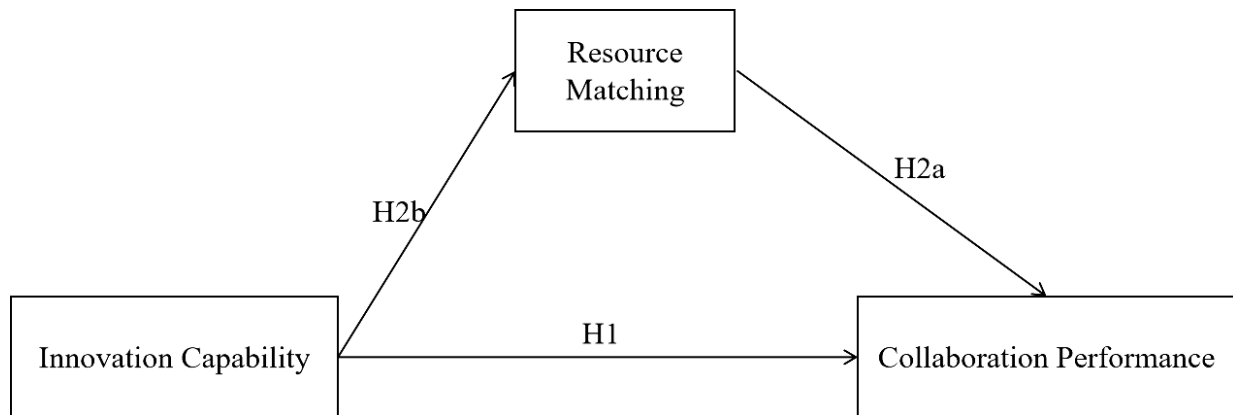 Resource
Matching
H2a
H2b
H1
Innovation Capability
Collaboration Performance